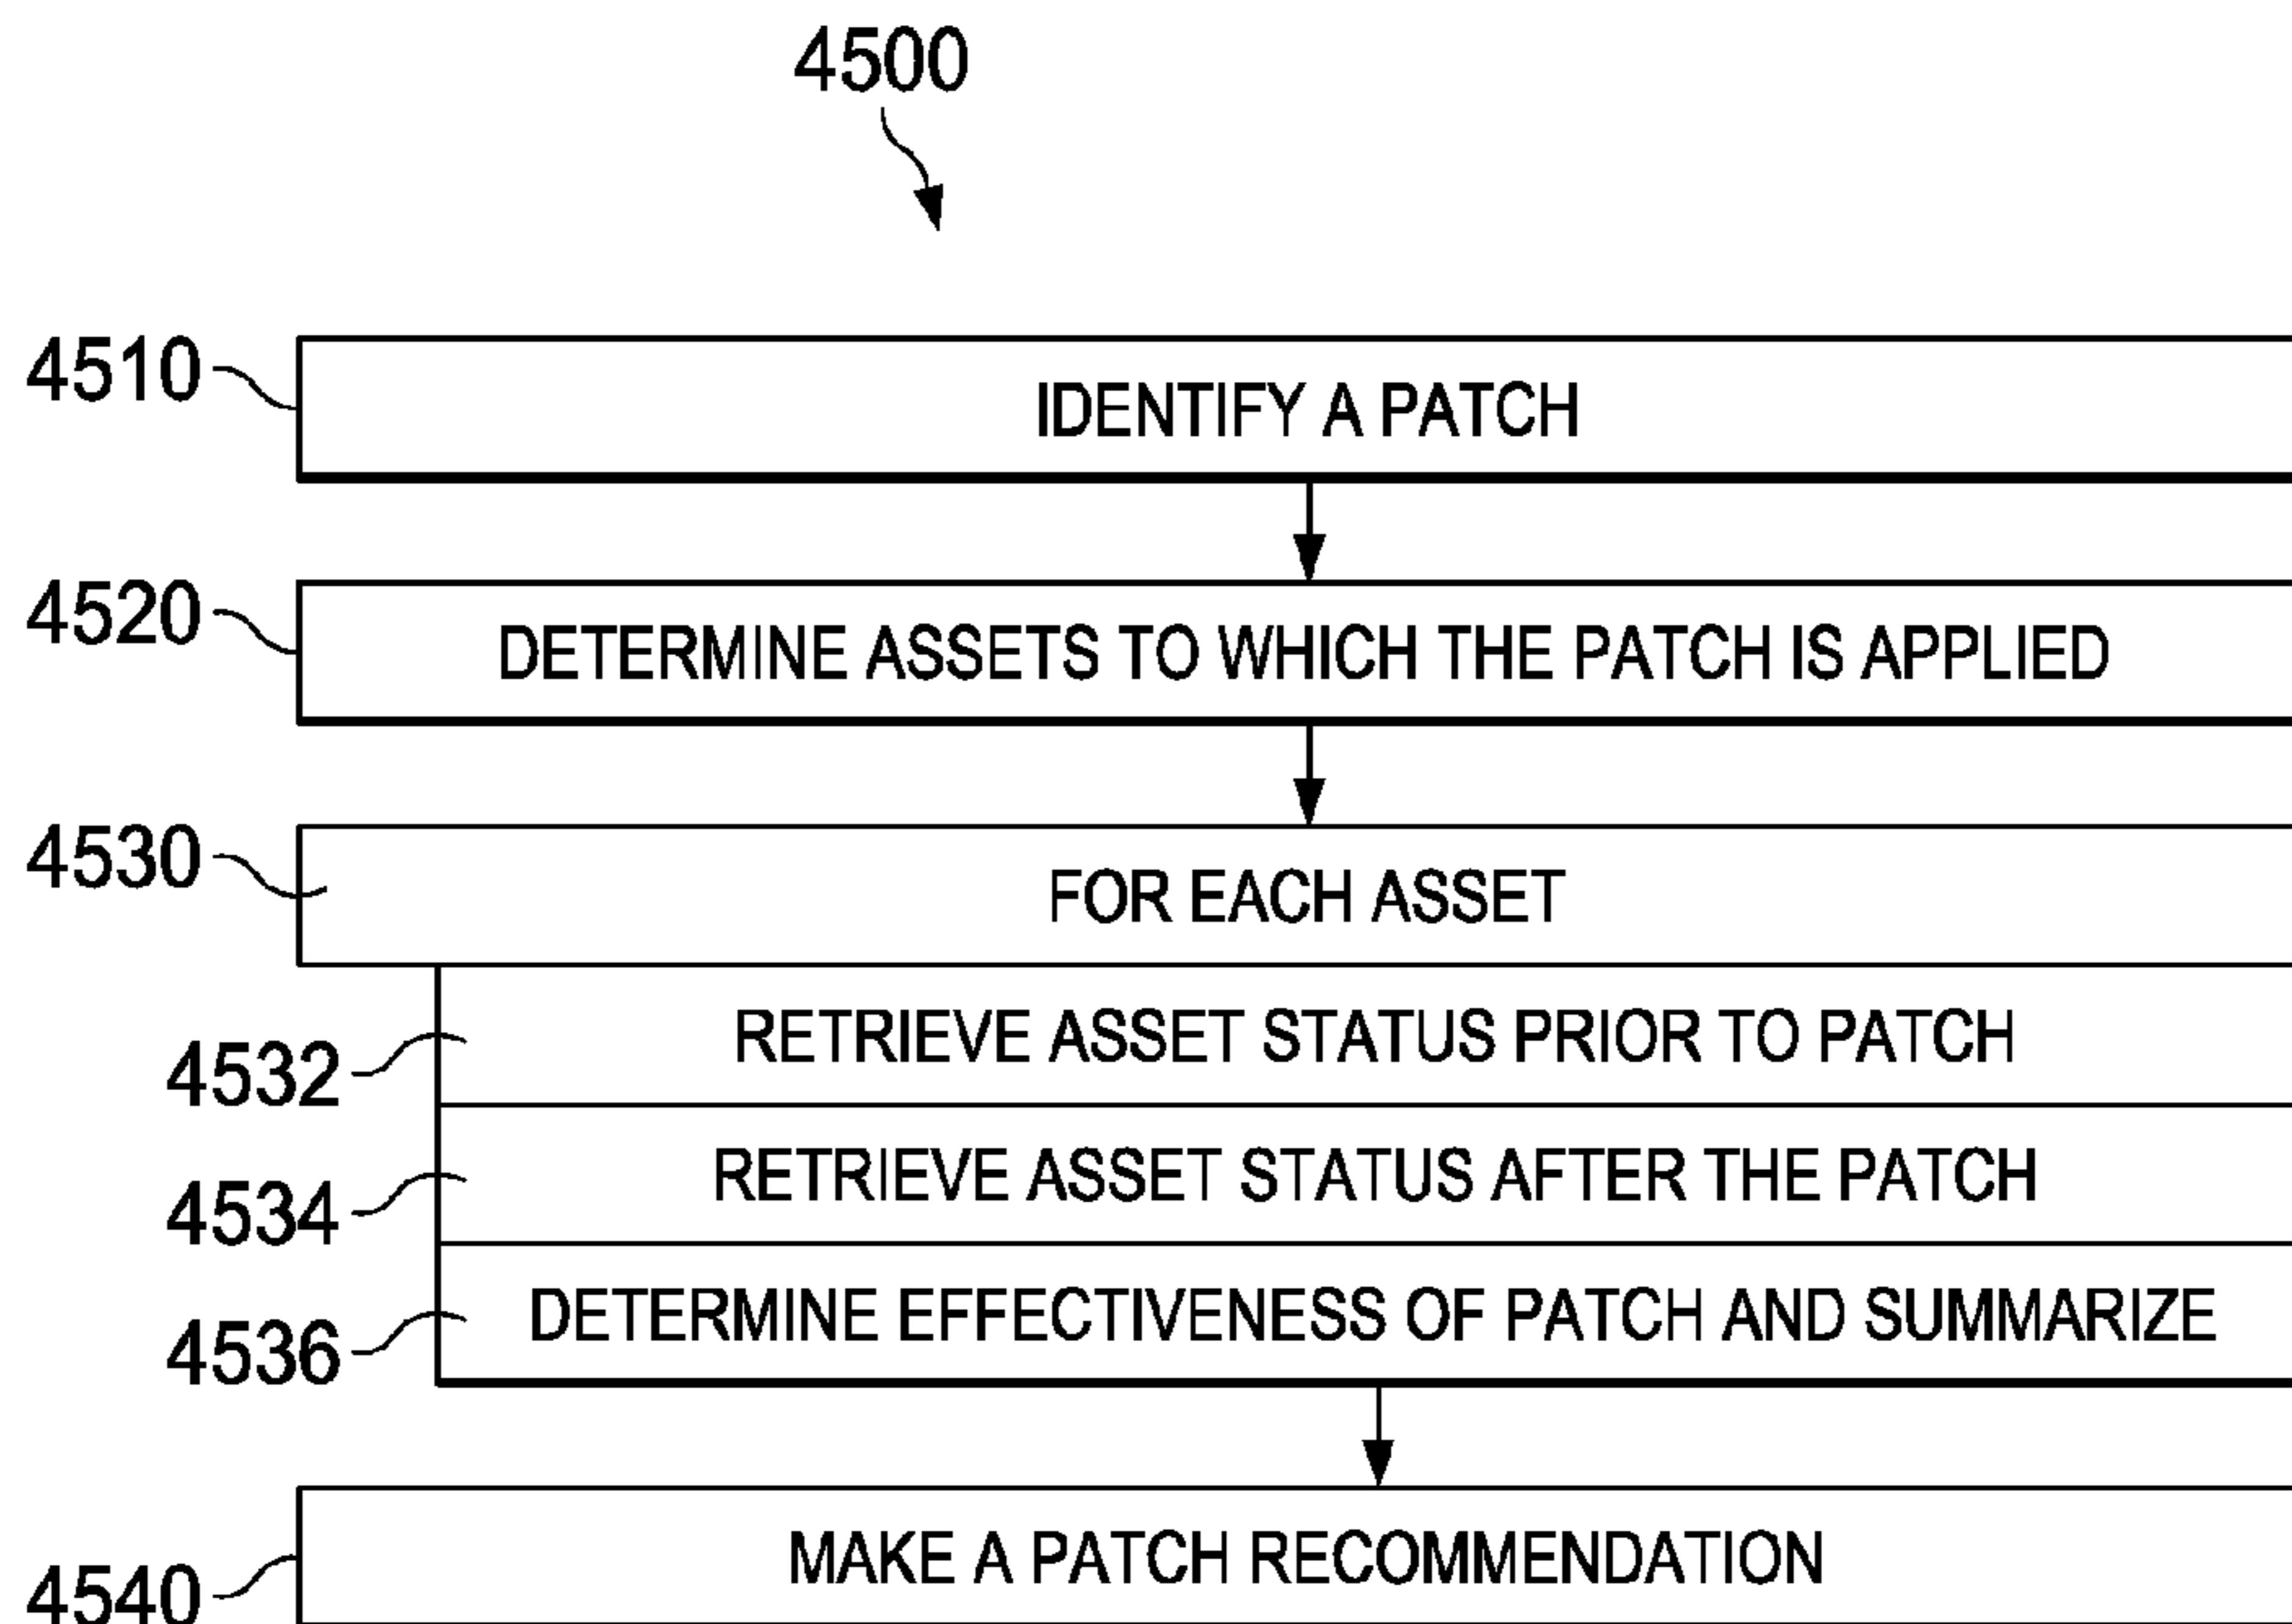 4500
4510
IDENTIFY A PATCH
4520
DETERMINE ASSETS TO WHICH THE PATCH IS APPLIED
4530
FOR EACH ASSET
4532
RETRIEVE ASSET STATUS PRIOR TO PATCH
4534
RETRIEVE ASSET STATUS AFTER THE PATCH
4536
DETERMINE EFFECTIVENESS OF PATCH AND SUMMARIZE
4540
MAKE A PATCH RECOMMENDATION